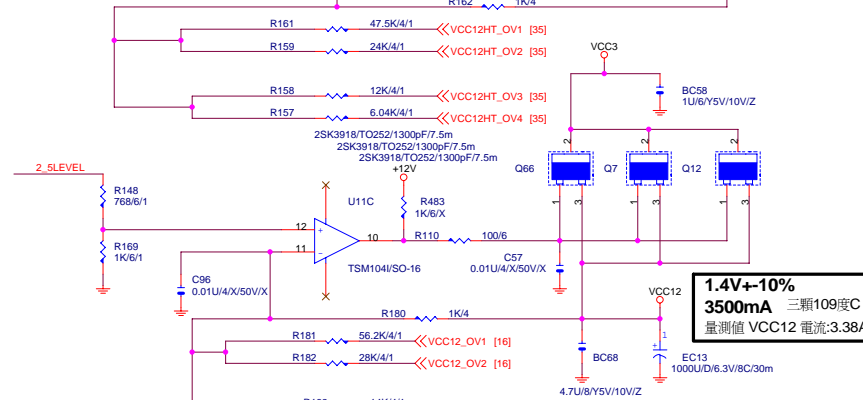 R162 1K/4
R161 47.5K/4/1 VCC12HT_OV1 [35]
R159 24K/4/1 VCC12HT_OV2 [35]
VCC3
R158 12K/4/1 VCC12HT_OV3 [35]
BC58
1U/6/Y5V/10V/Z
R157 6.04K/4/1 VCC12HT_OV4 [35]
2SK3918/TO252/1300pF/7.5m
2SK3918/TO252/1300pF/7.5m
2SK3918/TO252/1300pF/7.5m
2 2 2
2_5LEVEL
+12V
Q66 Q7 Q12
R148
768/6/1
U11C
R483
1K/6/X
1 3 1 3 1 3
12 +
R169
1K/6/1
11 −
10 R110 100/6
TSM104I/SO-16
C57
0.01U/4/X/50V/X
C96
0.01U/4/X/50V/X
1.4V+-10%
3500mA 三顆109度C
量測值 VCC12 電流:3.38A
VCC12
R180 1K/4
R181 56.2K/4/1 VCC12_OV1 [16]
R182 28K/4/1 VCC12_OV2 [16]
1
+
BC68
4.7U/8/Y5V/10V/Z
EC13
1000U/D/6.3V/8C/30m